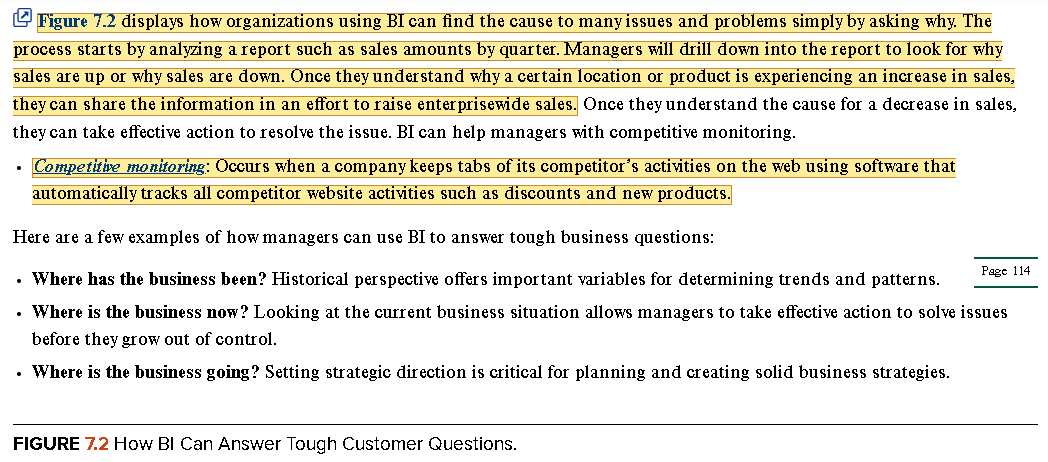 Figure 7.2 displays how organizations using BI can find the cause to many issues and problems simply by asking why. The
process starts by analyzing a report such as sales amounts by quarter. Managers will drill down into the report to look for why
sales are up or why sales are down. Once they understand why a certain location or product is experiencing an increase in sales,
they can share the information in an effort to raise enterprisewide sales. Once they understand the cause for a decrease in sales,
they can take effective action to resolve the issue. BI can help managers with competitive monitoring.
• Competitive monitoring: Occurs when a company keeps tabs of its competitor's activities on the web using software that
automatically tracks all competitor website activities such as discounts and new products.
Here are a few examples of how managers can use BI to answer tough business questions:
Page 114
• Where has the business been? Historical perspective offers important variables for determining trends and patterns.
• Where is the business now? Looking at the current business situation allows managers to take effective action to solve issues
before they grow out of control.
• Where is the business going? Setting strategic direction is critical for planning and creating solid business strategies.
FIGURE 7.2 How BI Can Answer Tough Customer Questions.